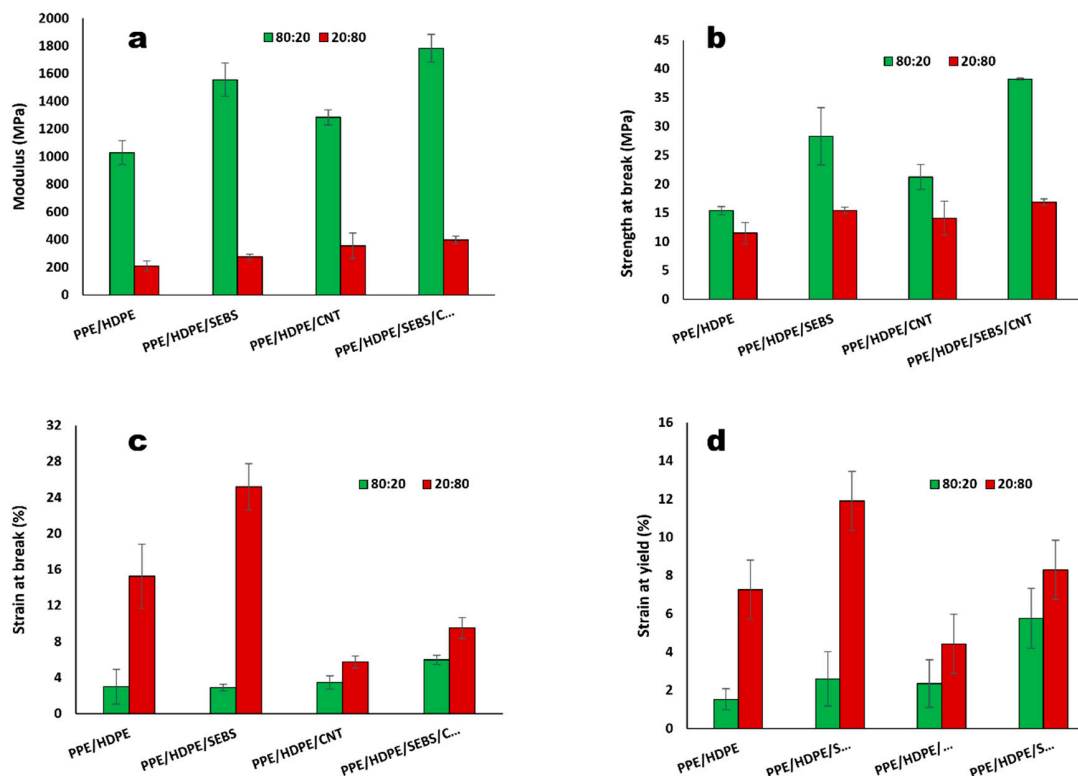 a
80:20 20:80
Modulus (MPa)
2000
1800
1600
1400
1200
1000
800
600
400
200
0
PPE/HDPE
PPE/HDPE/SEBS
PPE/HDPE/CNT
PPE/HDPE/SEBS/C...
b
80:20 20:80
Strength at break (MPa)
45
40
35
30
25
20
15
10
5
0
PPE/HDPE
PPE/HDPE/SEBS
PPE/HDPE/CNT
PPE/HDPE/SEBS/CNT
c
80:20 20:80
Strain at break (%)
32
28
24
20
16
12
8
4
0
PPE/HDPE
PPE/HDPE/SEBS
PPE/HDPE/CNT
PPE/HDPE/SEBS/C...
d
80:20 20:80
Strain at yield (%)
16
14
12
10
8
6
4
2
0
PPE/HDPE
PPE/HDPE/S...
PPE/HDPE/...
PPE/HDPE/S...